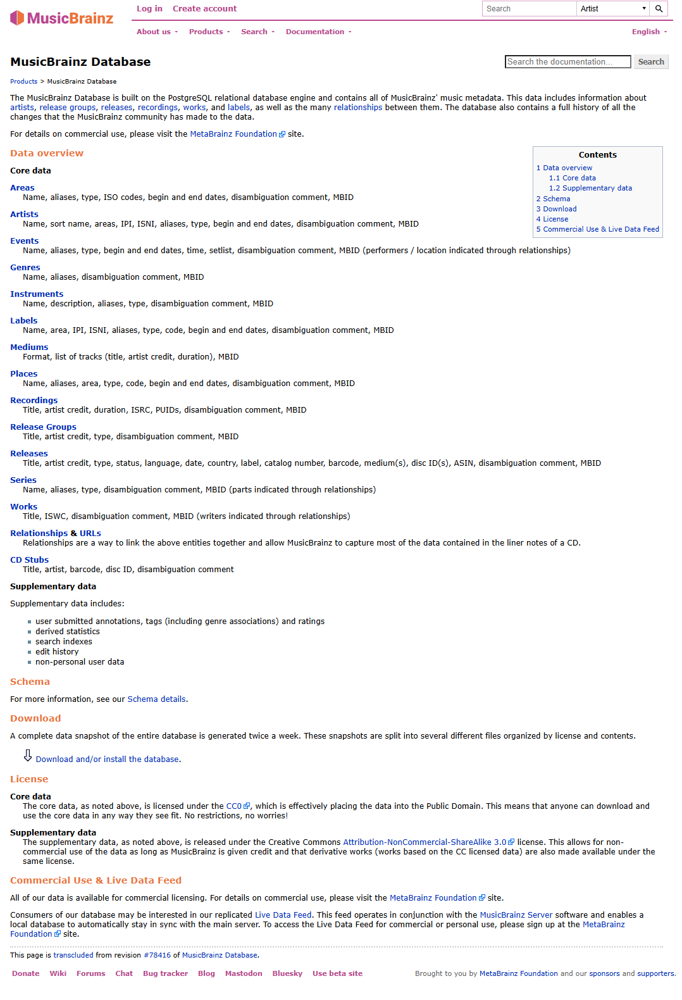 MusicBrainz
Log in Create account
Search Artist
About us Products Search Documentation English
MusicBrainz Database
Search the documentation... Search
Products > MusicBrainz Database
The MusicBrainz Database is built on the PostgreSQL relational database engine and contains all of MusicBrainz' music metadata. This data includes information about
artists, release groups, releases, recordings, works, and labels, as well as the many relationships between them. The database also contains a full history of all the
changes that the MusicBrainz community has made to the data.
For details on commercial use, please visit the MetaBrainz Foundation site.
Contents
1 Data overview
1.1 Core data
1.2 Supplementary data
2 Schema
3 Download
4 License
5 Commercial Use & Live Data Feed
Data overview
Core data
Areas
Name, aliases, type, ISO codes, begin and end dates, disambiguation comment, MBID
Artists
Name, sort name, areas, IPI, ISNI, aliases, type, begin and end dates, disambiguation comment, MBID
Events
Name, aliases, type, begin and end dates, time, setlist, disambiguation comment, MBID (performers / location indicated through relationships)
Genres
Name, aliases, disambiguation comment, MBID
Instruments
Name, description, aliases, type, disambiguation comment, MBID
Labels
Name, area, IPI, ISNI, aliases, type, code, begin and end dates, disambiguation comment, MBID
Mediums
Format, list of tracks (title, artist credit, duration), MBID
Places
Name, aliases, area, type, code, begin and end dates, disambiguation comment, MBID
Recordings
Title, artist credit, duration, ISRC, PUIDs, disambiguation comment, MBID
Release Groups
Title, artist credit, type, disambiguation comment, MBID
Releases
Title, artist credit, type, status, language, date, country, label, catalog number, barcode, medium(s), disc ID(s), ASIN, disambiguation comment, MBID
Series
Name, aliases, type, disambiguation comment, MBID (parts indicated through relationships)
Works
Title, ISWC, disambiguation comment, MBID (writers indicated through relationships)
Relationships & URLs
Relationships are a way to link the above entities together and allow MusicBrainz to capture most of the data contained in the liner notes of a CD.
CD Stubs
Title, artist, barcode, disc ID, disambiguation comment
Supplementary data
Supplementary data includes:
user submitted annotations, tags (including genre associations) and ratings
derived statistics
search indexes
edit history
non-personal user data
Schema
For more information, see our Schema details.
Download
A complete data snapshot of the entire database is generated twice a week. These snapshots are split into several different files organized by license and contents.
Download and/or install the database.
License
Core data
The core data, as noted above, is licensed under the CC0, which is effectively placing the data into the Public Domain. This means that anyone can download and
use the core data in any way they see fit. No restrictions, no worries!
Supplementary data
The supplementary data, as noted above, is released under the Creative Commons Attribution-NonCommercial-ShareAlike 3.0 license. This allows for non-
commercial use of the data as long as MusicBrainz is given credit and that derivative works (works based on the CC licensed data) are also made available under the
same license.
Commercial Use & Live Data Feed
All of our data is available for commercial licensing. For details on commercial use, please visit the MetaBrainz Foundation site.
Consumers of our database may be interested in our replicated Live Data Feed. This feed operates in conjunction with the MusicBrainz Server software and enables a
local database to automatically stay in sync with the main server. To access the Live Data Feed for commercial or personal use, please sign up at the MetaBrainz
Foundation site.
This page is transcluded from revision #78416 of MusicBrainz Database.
Donate Wiki Forums Chat Bug tracker Blog Mastodon Bluesky Use beta site Brought to you by MetaBrainz Foundation and our sponsors and supporters.